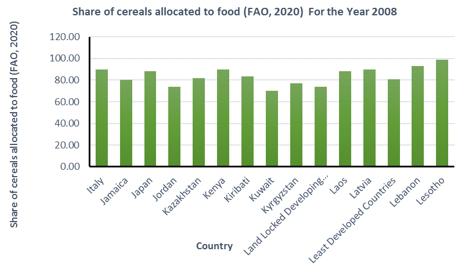 Share of cereals allocated to food (FAO, 2020)  For the Year 2008
Share of cereals allocated to food (FAO, 2020)
120.00
100.00
80.00
60.00
40.00
20.00
0.00
Italy
Jamaica
Japan
Jordan
Kazakhstan
Kenya
Kiribati
Kuwait
Kyrgyzstan
Land Locked Developing...
Laos
Latvia
Least Developed Countries
Lebanon
Lesotho
Country